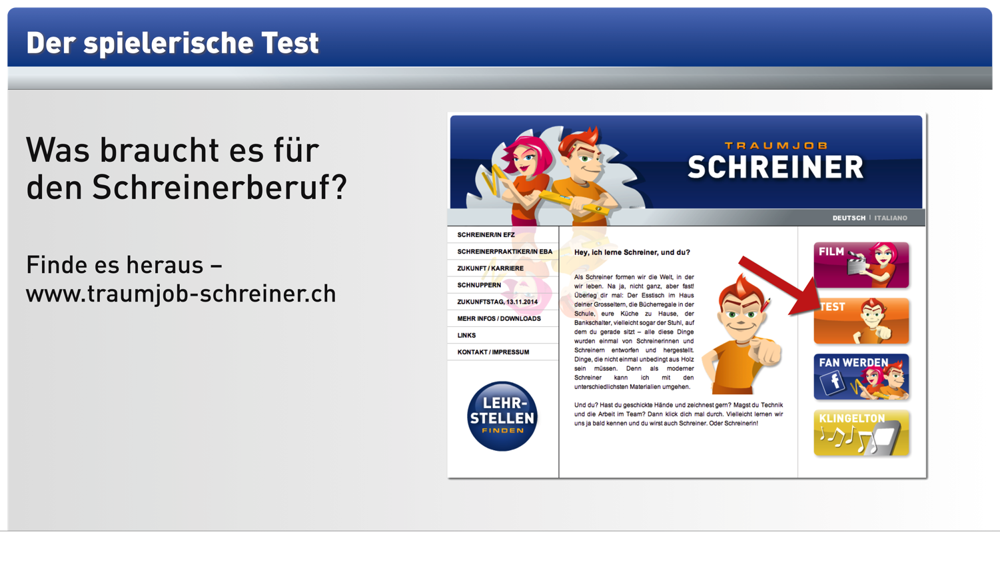 Der spielerische Test
Was braucht es für
den Schreinerberuf?
Finde es heraus –
www.traumjob-schreiner.ch
TRAUMJOB
SCHREINER
DEUTSCH | ITALIANO
SCHREINER/IN EFZ
SCHREINERPRAKTIKER/IN EBA
ZUKUNFT / KARRIERE
SCHNUPPERN
ZUKUNFTSTAG, 13.11.2014
MEHR INFOS / DOWNLOADS
LINKS
KONTAKT / IMPRESSUM
LEHR-
STELLEN
FINDEN
Hey, ich lerne Schreiner, und du?
Als Schreiner formen wir die Welt, in der
wir leben. Na ja, nicht ganz, aber fast!
Überleg dir mal: Der Esstisch im Haus
deiner Grosseltern, die Bücherregale in der
Schule, eure Küche zu Hause, der
Bankschalter, vielleicht sogar der Stuhl, auf
dem du gerade sitzt – alle diese Dinge
wurden einmal von Schreinerinnen und
Schreinern entworfen und hergestellt.
Dinge, die nicht einmal unbedingt aus Holz
sein müssen. Denn als moderner
Schreiner kann ich mit den
unterschiedlichsten Materialien umgehen.
Und du? Hast du geschickte Hände und zeichnest gern? Magst du Technik
und die Arbeit im Team? Dann klick dich mal durch. Vielleicht lernen wir
uns ja bald kennen und du wirst auch Schreiner. Oder Schreinerin!
FILM
TEST
FAN WERDEN
f
KLINGELTON